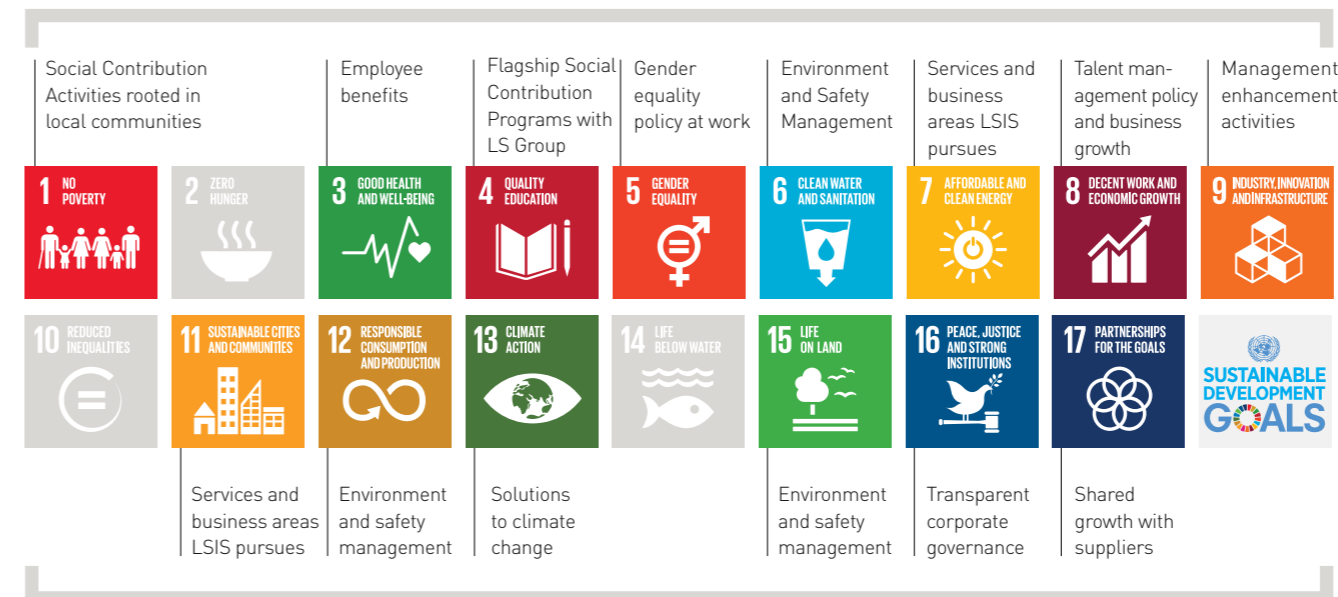 Social Contribution
Activities rooted in
local communities
Employee
benefits
Flagship Social
Contribution
Programs with
LS Group
Gender
equality
policy at work
Environment
and Safety
Management
Services and
business
areas LSIS
pursues
Talent man-
agement policy
and business
growth
Management
enhancement
activities
1 NO
POVERTY
2 ZERO
HUNGER
3 GOOD HEALTH
AND WELL-BEING
4 QUALITY
EDUCATION
5 GENDER
EQUALITY
6 CLEAN WATER
AND SANITATION
7 AFFORDABLE AND
CLEAN ENERGY
8 DECENT WORK AND
ECONOMIC GROWTH
9 INDUSTRY, INNOVATION
AND INFRASTRUCTURE
10 REDUCED
INEQUALITIES
11 SUSTAINABLE CITIES
AND COMMUNITIES
12 RESPONSIBLE
CONSUMPTION
AND PRODUCTION
13 CLIMATE
ACTION
14 LIFE
BELOW WATER
15 LIFE
ON LAND
16 PEACE, JUSTICE
AND STRONG
INSTITUTIONS
17 PARTNERSHIPS
FOR THE GOALS
SUSTAINABLE
DEVELOPMENT
GOALS
Services and
business areas
LSIS pursues
Environment
and safety
management
Solutions
to climate
change
Environment
and safety
management
Transparent
corporate
governance
Shared
growth with
suppliers